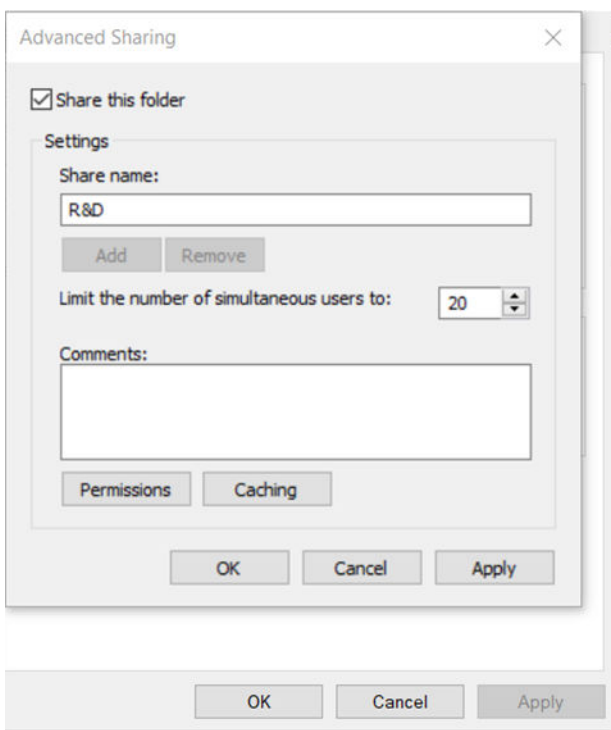 Advanced Sharing
Share this folder
Settings
Share name:
R&D
Add Remove
Limit the number of simultaneous users to: 20
Comments:
Permissions Caching
OK Cancel Apply
OK Cancel Apply